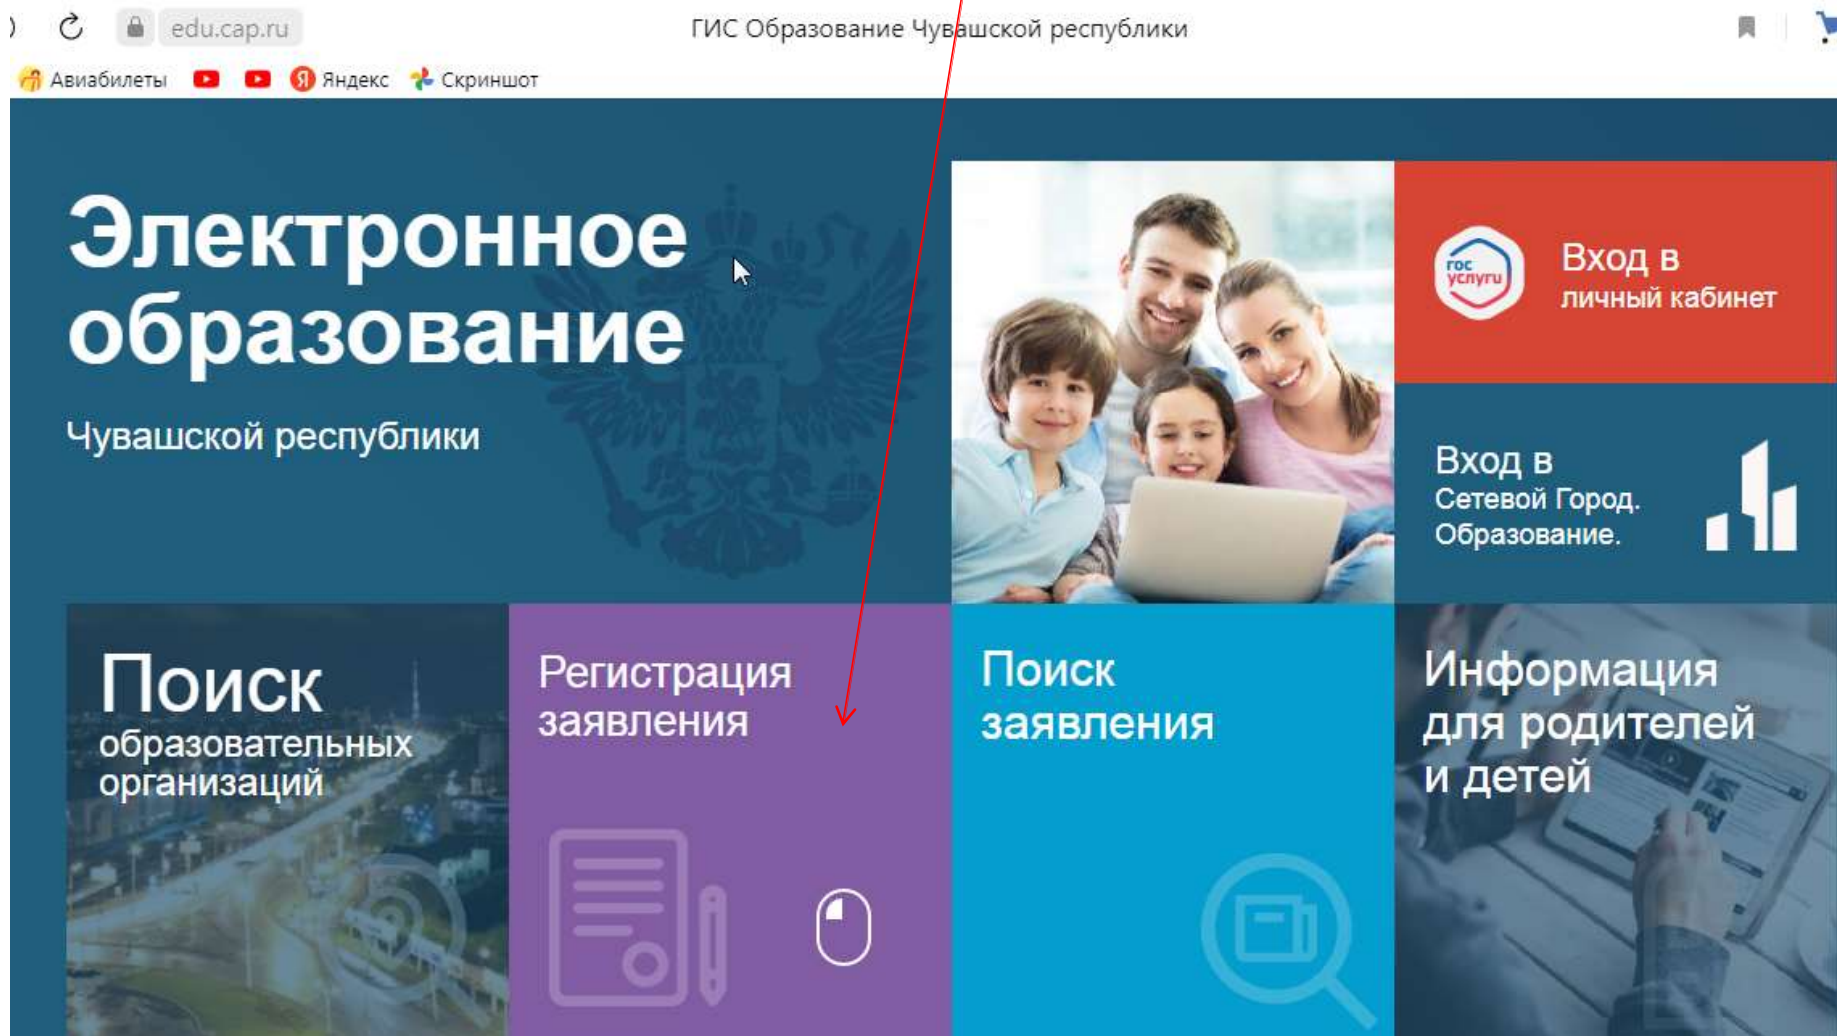 edu.cap.ru
ГИС Образование Чувашской республики
Авиабилеты
Я Яндекс
Скриншот
Электронное
образование
Чувашской республики
гос
услуги
Вход в
личный кабинет
Вход в
Сетевой Город.
Образование.
Поиск
образовательных
организаций
Регистрация
заявления
Поиск
заявления
Информация
для родителей
и детей